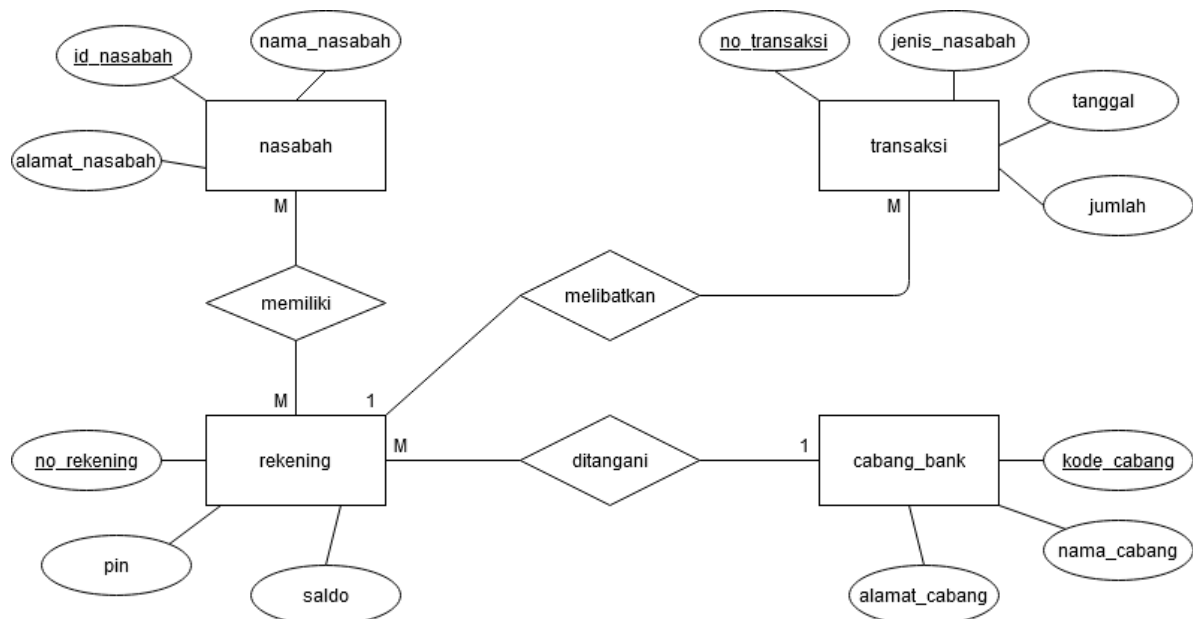 nama_nasabah
id_nasabah
alamat_nasabah
nasabah
M
memiliki
M
no_transaksi
jenis_nasabah
tanggal
jumlah
transaksi
M
melibatkan
1
no_rekening
rekening
pin
saldo
M
ditangani
1
cabang_bank
kode_cabang
nama_cabang
alamat_cabang